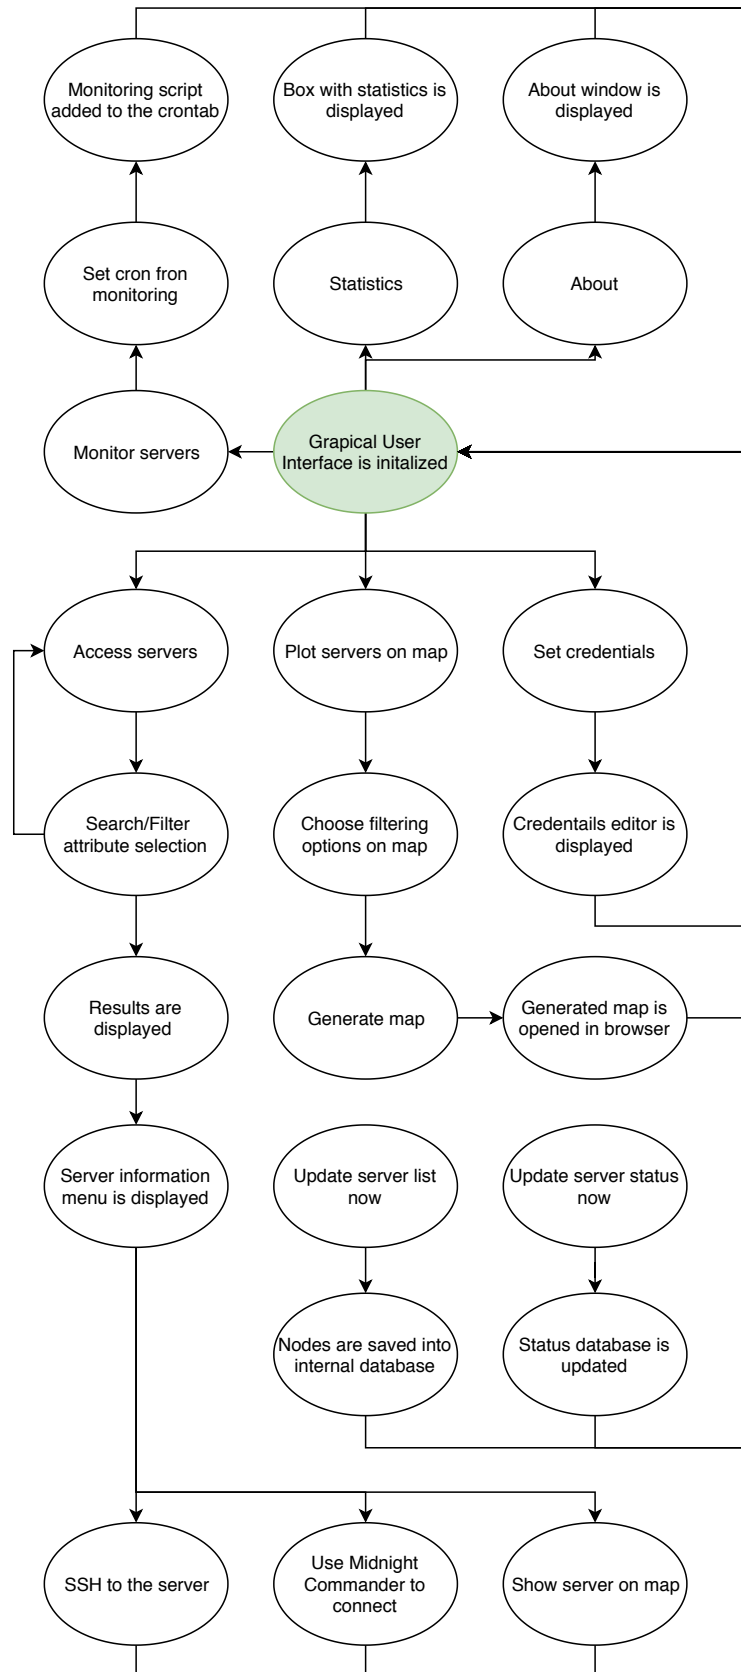 Monitoring script
added to the crontab
Box with statistics is
displayed
About window is
displayed
Set cron fron
monitoring
Statistics
About
Monitor servers
Grapical User
Interface is initalized
Access servers
Plot servers on map
Set credentials
Search/Filter
attribute selection
Choose filtering
options on map
Credentails editor is
displayed
Results are
displayed
Generate map
Generated map is
opened in browser
Server information
menu is displayed
Update server list
now
Update server status
now
Nodes are saved into
internal database
Status database is
updated
SSH to the server
Use Midnight
Commander to
connect
Show server on map